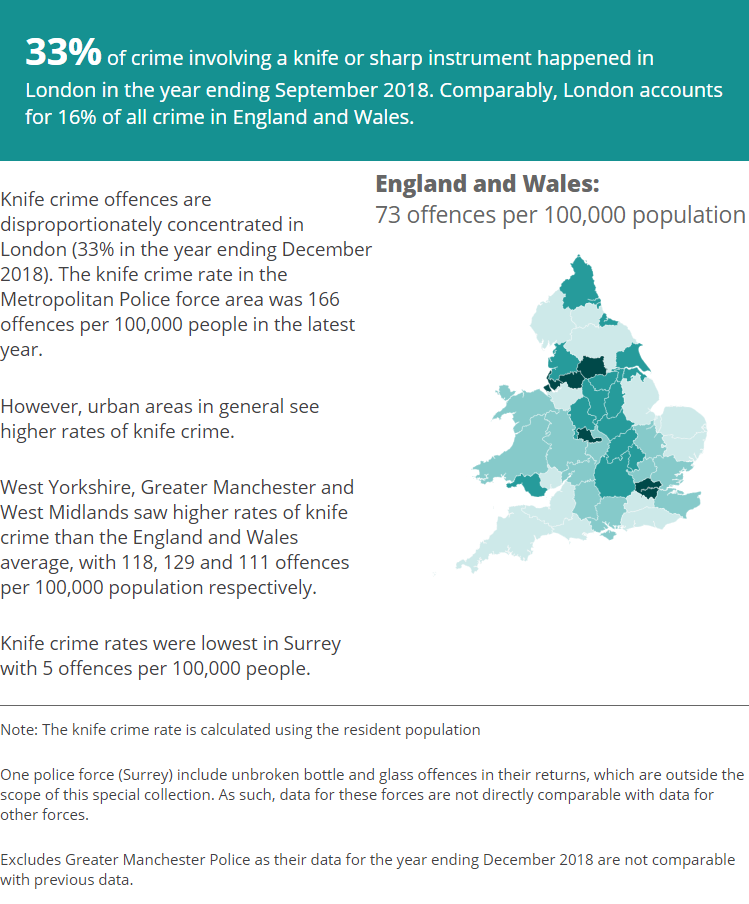 33% of crime involving a knife or sharp instrument happened in
London in the year ending September 2018. Comparably, London accounts
for 16% of all crime in England and Wales.
England and Wales:
73 offences per 100,000 population
Knife crime offences are
disproportionately concentrated in
London (33% in the year ending December
2018). The knife crime rate in the
Metropolitan Police force area was 166
offences per 100,000 people in the latest
year.
However, urban areas in general see
higher rates of knife crime.
West Yorkshire, Greater Manchester and
West Midlands saw higher rates of knife
crime than the England and Wales
average, with 118, 129 and 111 offences
per 100,000 population respectively.
Knife crime rates were lowest in Surrey
with 5 offences per 100,000 people.
Note: The knife crime rate is calculated using the resident population
One police force (Surrey) include unbroken bottle and glass offences in their returns, which are outside the
scope of this special collection. As such, data for these forces are not directly comparable with data for
other forces.
Excludes Greater Manchester Police as their data for the year ending December 2018 are not comparable
with previous data.